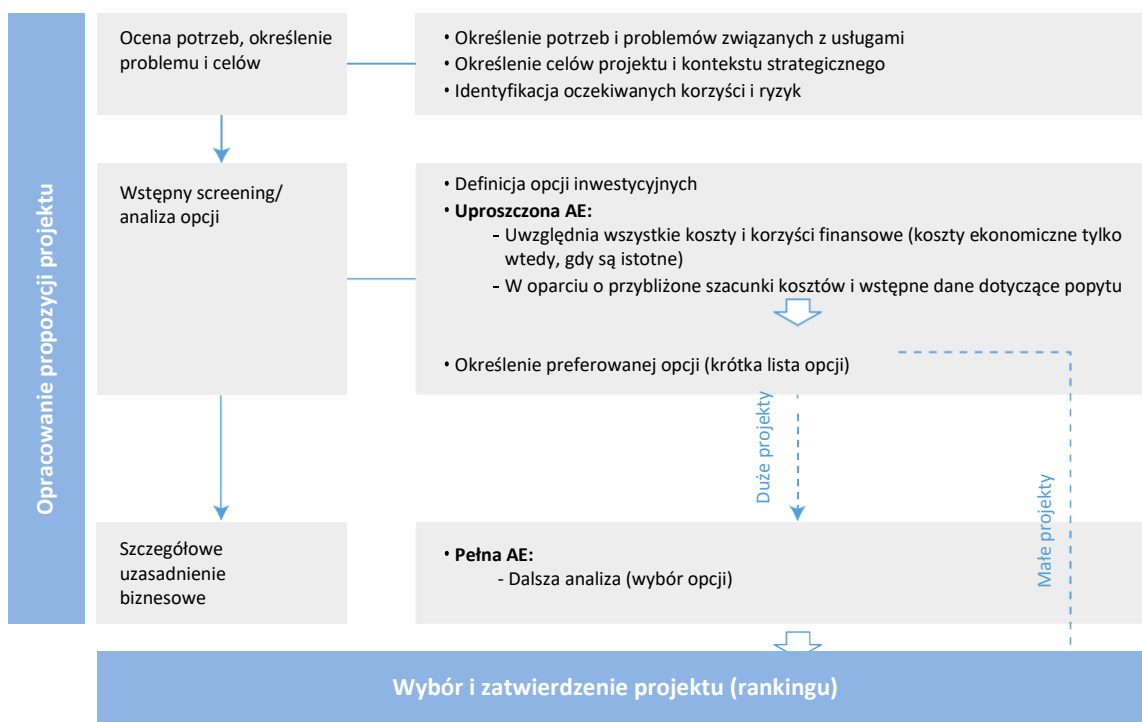 Opracowanie propozycji projektu
Ocena potrzeb, określenie
problemu i celów
• Określenie potrzeb i problemów związanych z usługami
• Określenie celów projektu i kontekstu strategicznego
• Identyfikacja oczekiwanych korzyści i ryzyk
Wstępny screening/
analiza opcji
• Definicja opcji inwestycyjnych
• Uproszczona AE:
- Uwzględnia wszystkie koszty i korzyści finansowe (koszty ekonomiczne tylko
wtedy, gdy są istotne)
- W oparciu o przybliżone szacunki kosztów i wstępne dane dotyczące popytu
• Określenie preferowanej opcji (krótka lista opcji)
Duże projekty
Małe projekty
Szczegółowe
uzasadnienie
biznesowe
• Pełna AE:
- Dalsza analiza (wybór opcji)
Wybór i zatwierdzenie projektu (rankingu)